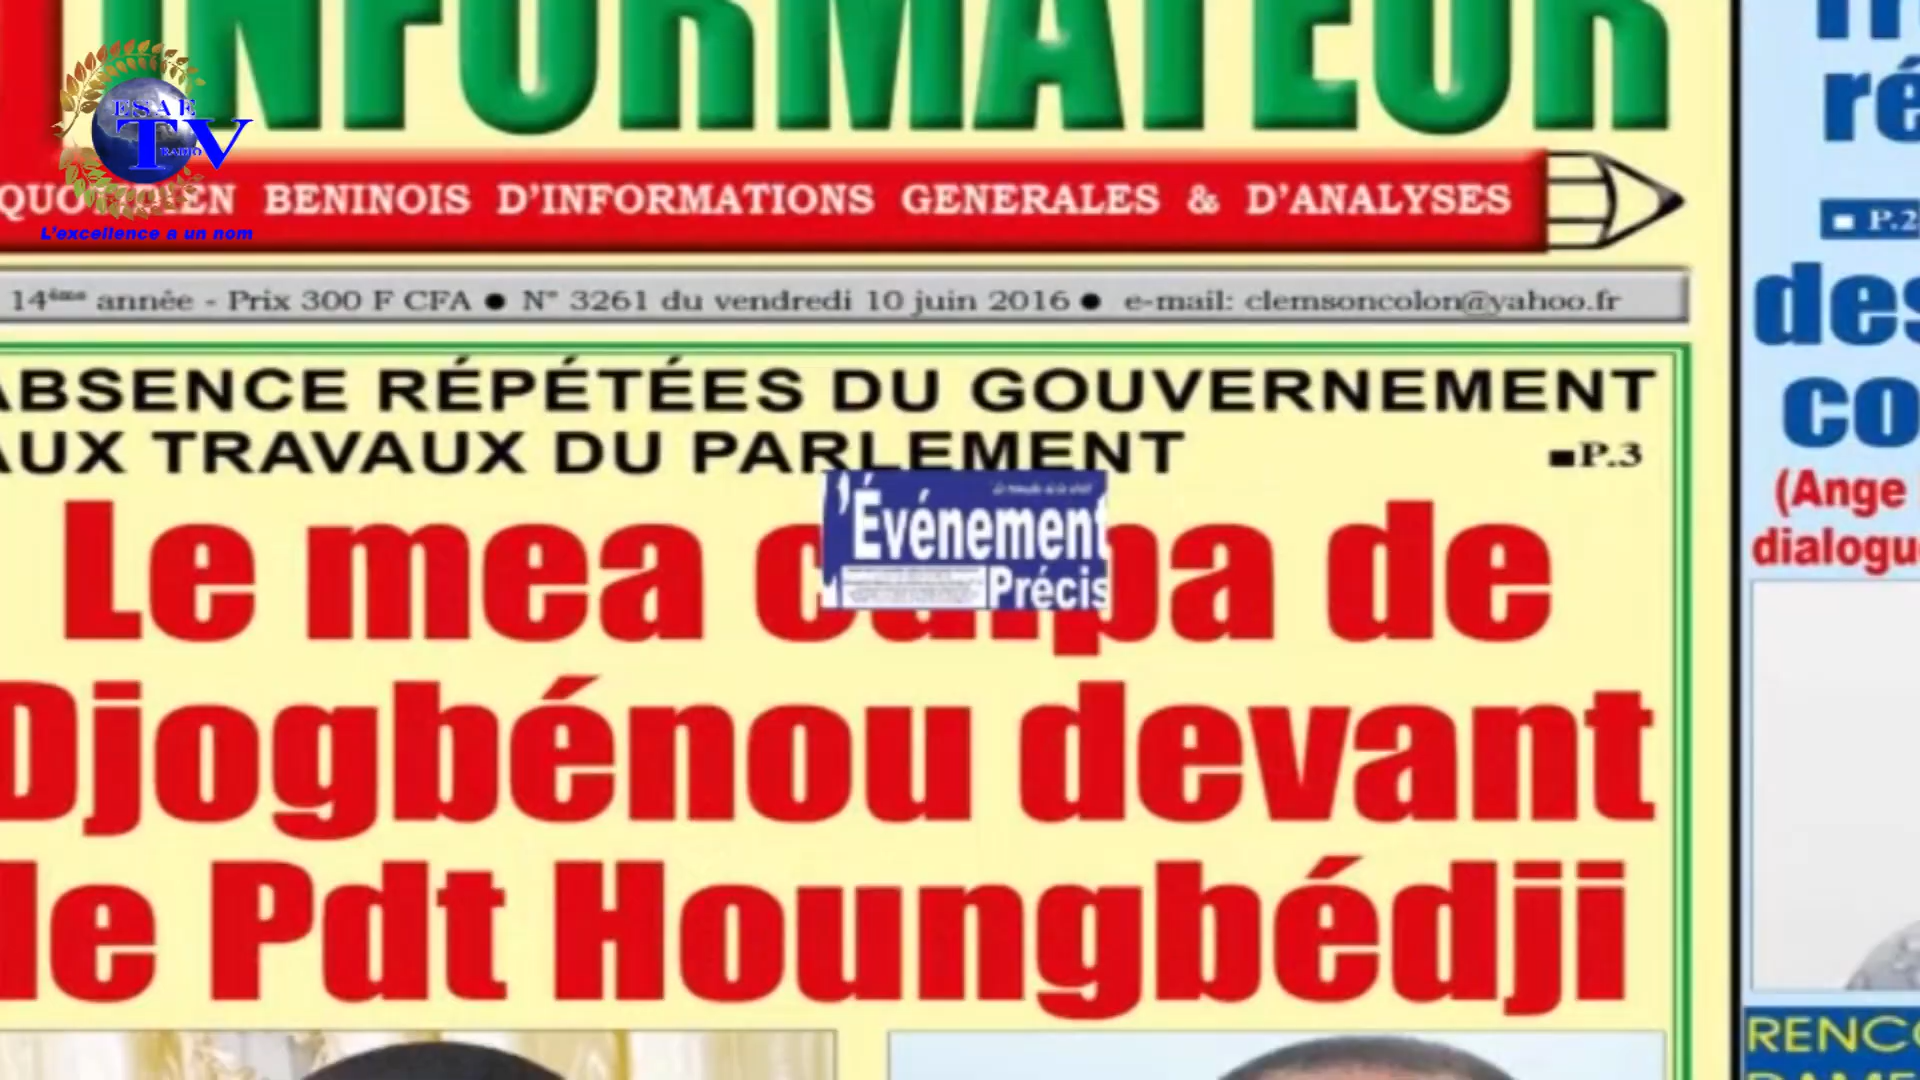 INFORMATEUR
ESAE
TV
RADIO
L'excellence a un nom
BENINOIS D'INFORMATIONS GENERALES & D'ANALYSES
14ème année - Prix 300 F CFA ● N° 3261 du vendredi 10 juin 2016 ● e-mail: clemsoncolon@yahoo.fr
ABSENCE RÉPÉTÉES DU GOUVERNEMENT
AUX TRAVAUX DU PARLEMENT
■P.3
l'Événement
Précis
Le mea culpa de
Djogbénou devant
le Pdt Houngbédji
ré
■ P.2
des
co
(Ange
dialogu
RENCO